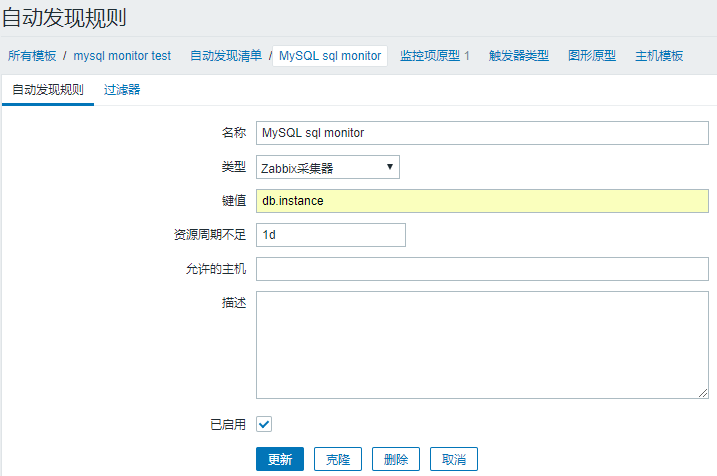 自动发现规则
所有模板 / mysql monitor test 自动发现清单 / MySQL sql monitor 监控项原型 1 触发器类型 图形原型 主机模板
自动发现规则 过滤器
名称 MySQL sql monitor
类型 Zabbix采集器
键值 db.instance
资源周期不足 1d
允许的主机
描述
已启用
更新 克隆 删除 取消